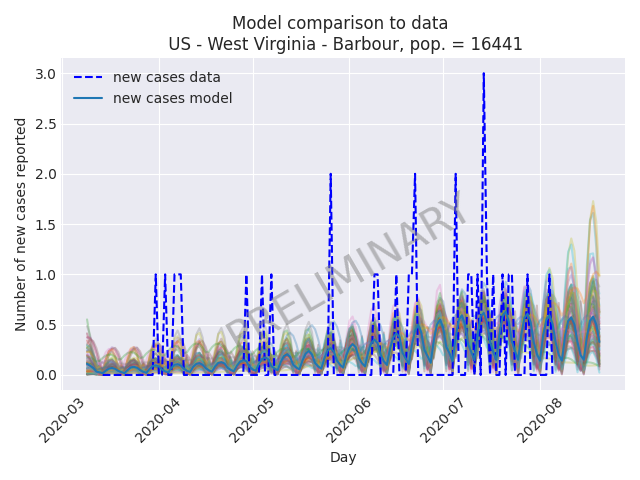 Model comparison to data
US - West Virginia - Barbour, pop. = 16441
3.0
2.5
2.0
1.5
1.0
0.5
0.0
Number of new cases reported
new cases data
new cases model
PRELIMINARY
2020-03
2020-04
2020-05
2020-06
2020-07
2020-08
Day